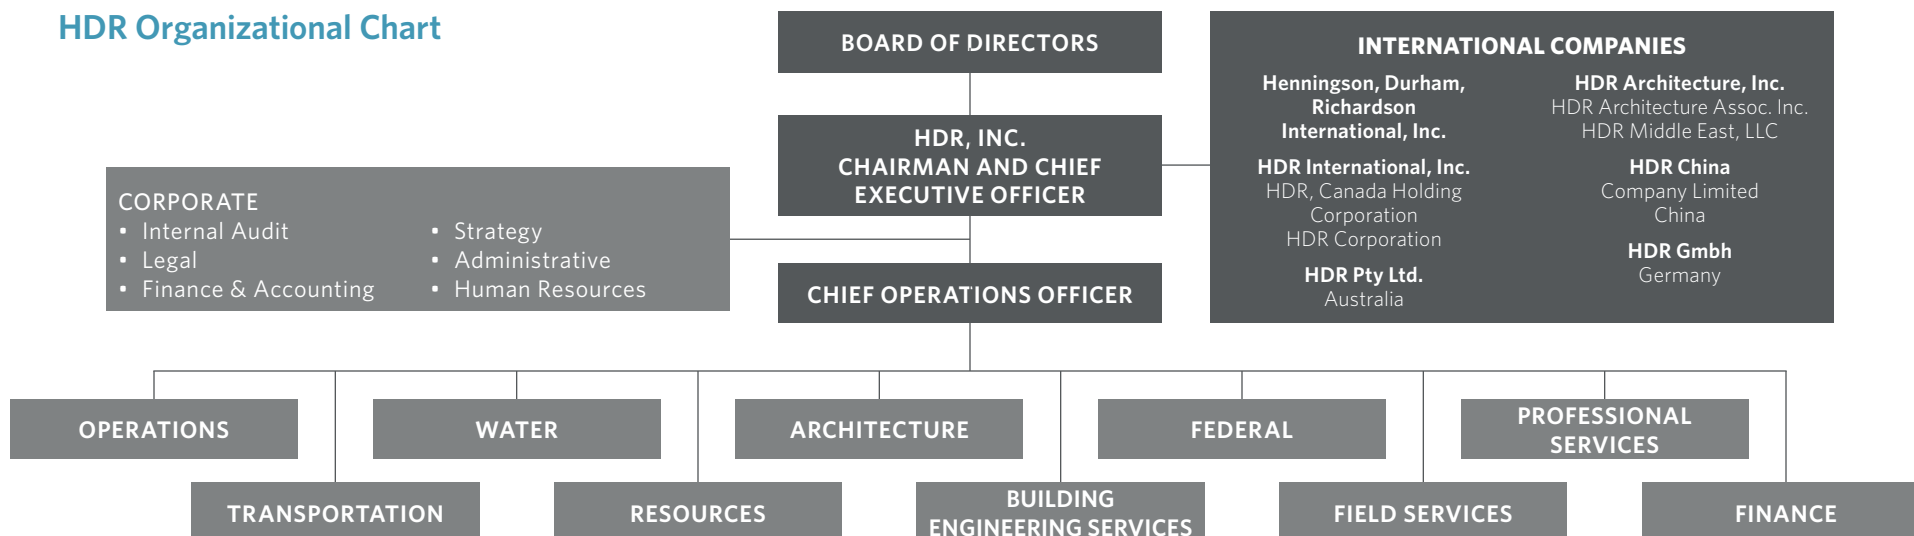 HDR Organizational Chart
BOARD OF DIRECTORS
HDR, INC.
CHAIRMAN AND CHIEF
EXECUTIVE OFFICER
INTERNATIONAL COMPANIES
Henningson, Durham,
Richardson
International, Inc.
HDR International, Inc.
HDR, Canada Holding
Corporation
HDR Corporation
HDR Pty Ltd.
Australia
HDR Architecture, Inc.
HDR Architecture Assoc. Inc.
HDR Middle East, LLC
HDR China
Company Limited
China
HDR Gmbh
Germany
CORPORATE
• Internal Audit
• Legal
• Finance & Accounting
• Strategy
• Administrative
• Human Resources
CHIEF OPERATIONS OFFICER
OPERATIONS
WATER
ARCHITECTURE
FEDERAL
PROFESSIONAL
SERVICES
TRANSPORTATION
RESOURCES
BUILDING
ENGINEERING SERVICES
FIELD SERVICES
FINANCE